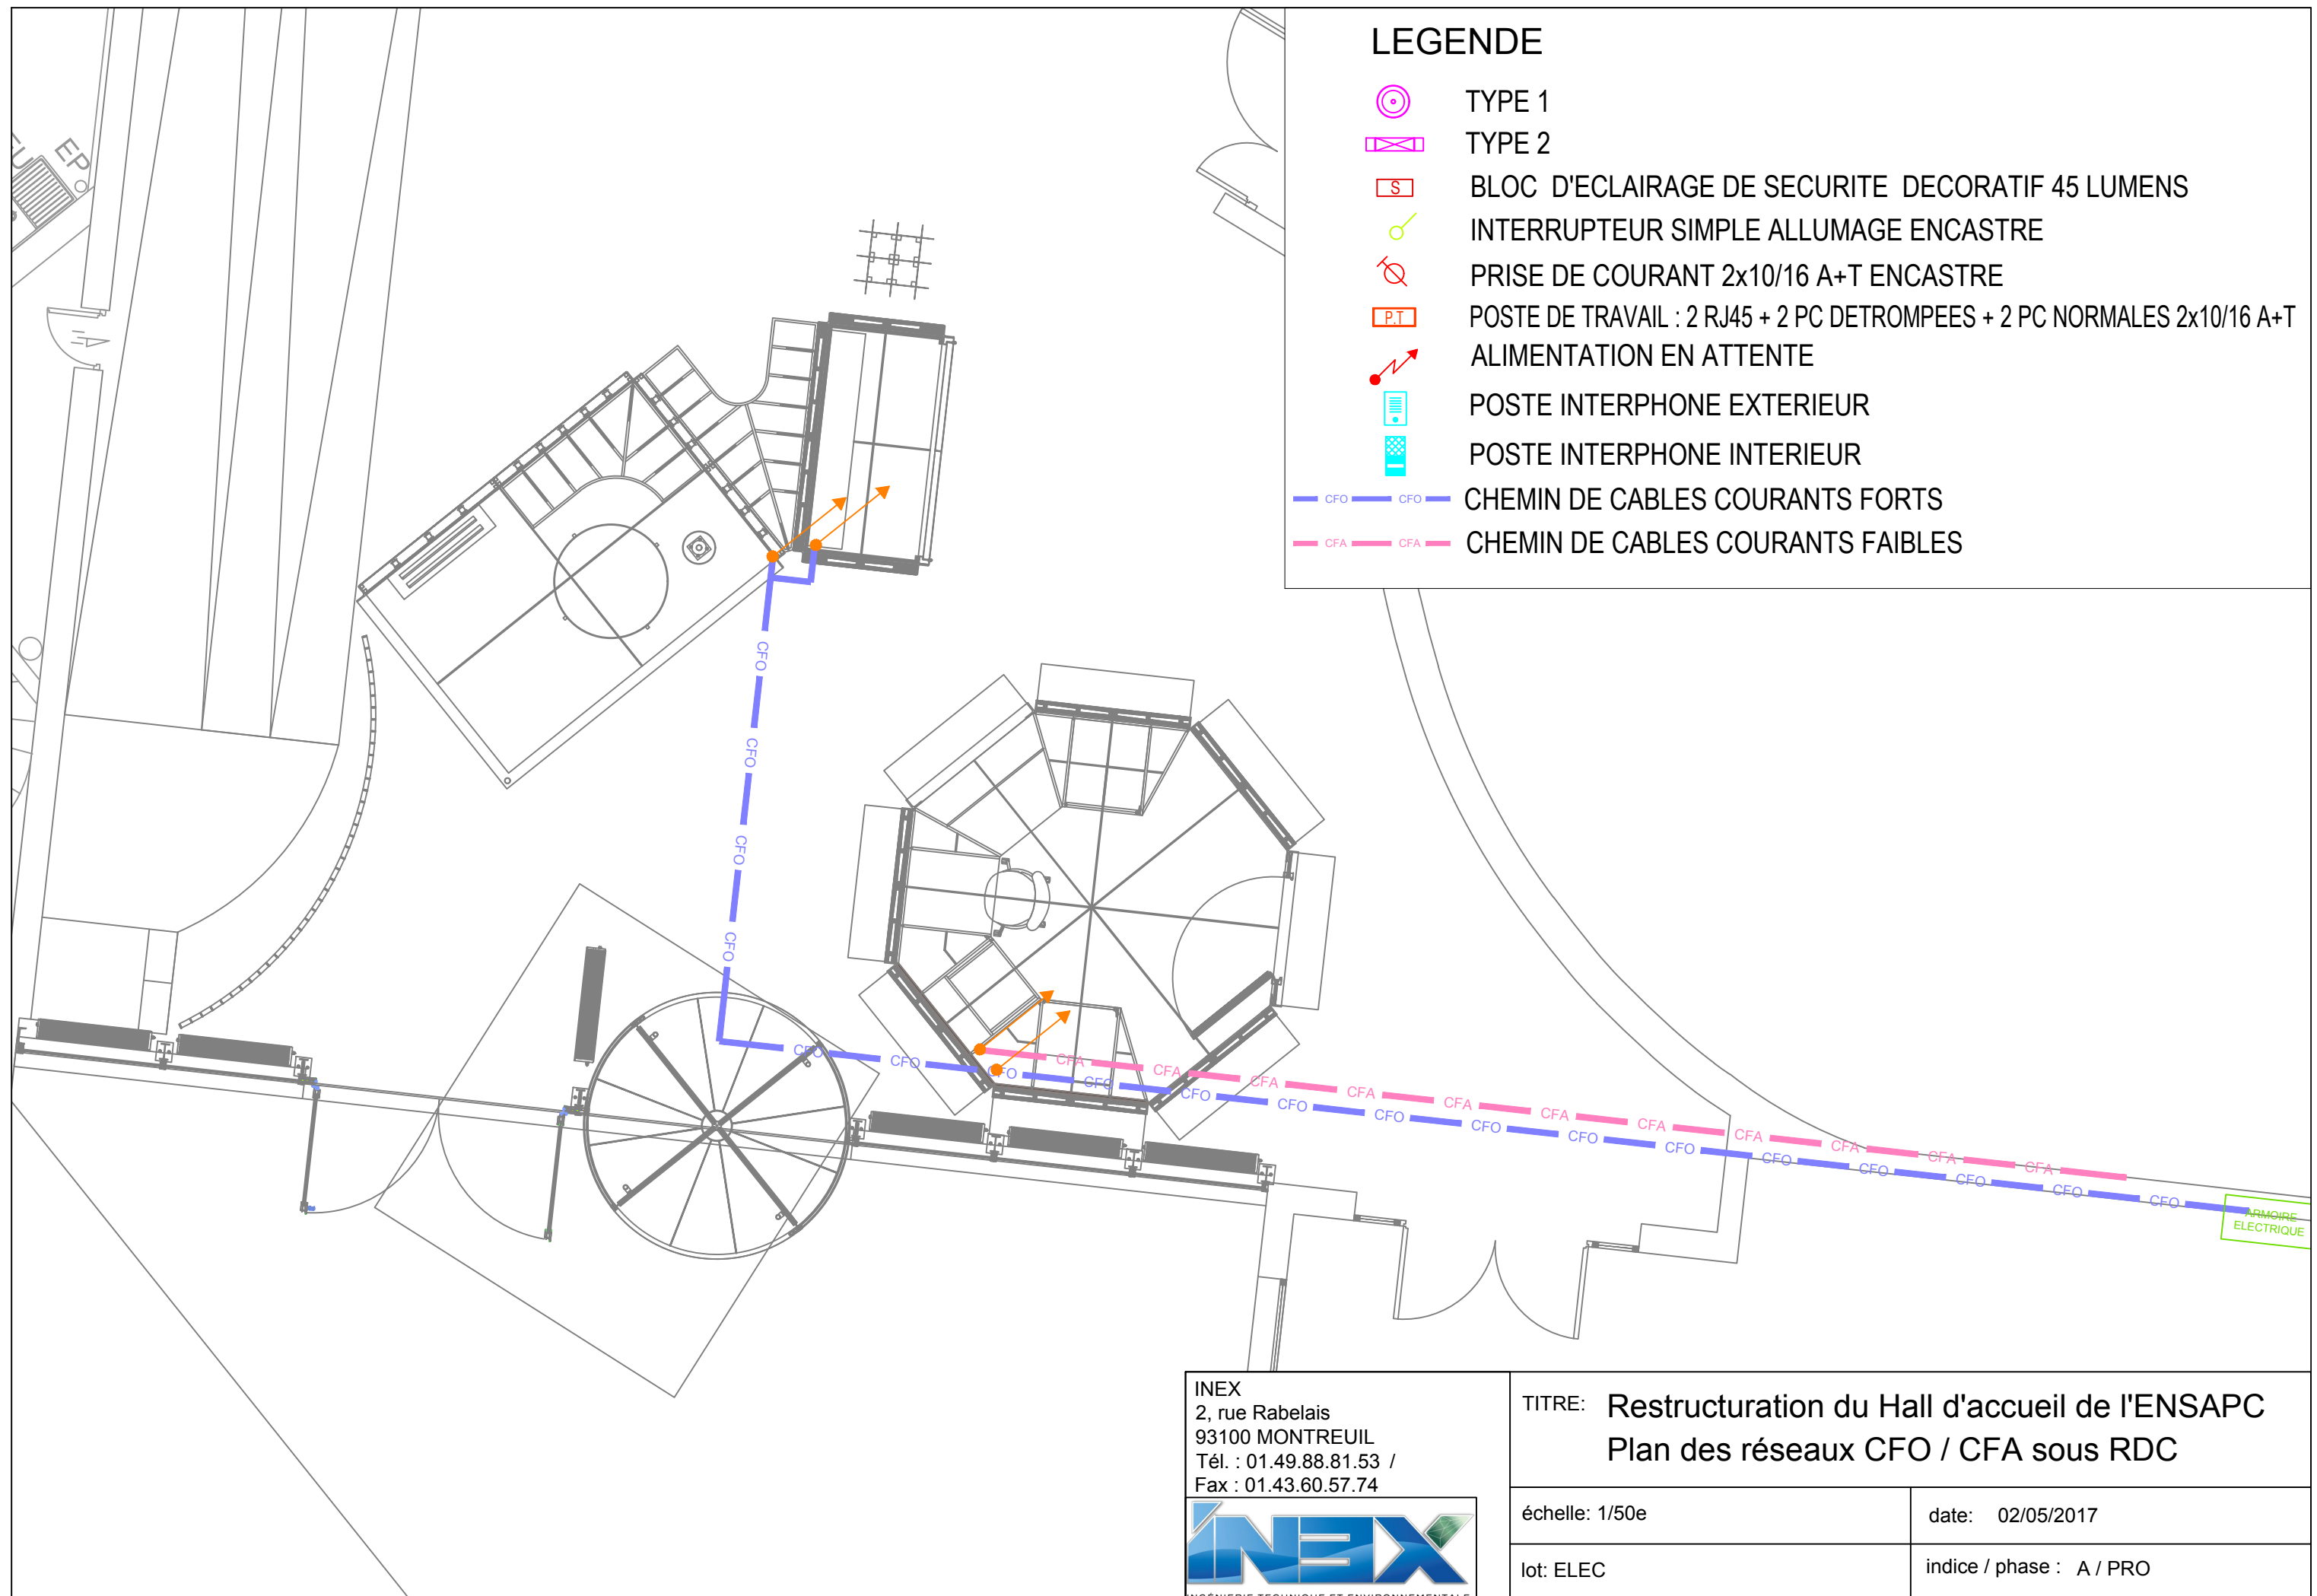 LEGENDE
TYPE 1
TYPE 2
S
BLOC D'ECLAIRAGE DE SECURITE DECORATIF 45 LUMENS
INTERRUPTEUR SIMPLE ALLUMAGE ENCASTRE
PRISE DE COURANT 2x10/16 A+T ENCASTRE
P.T
POSTE DE TRAVAIL : 2 RJ45 + 2 PC DETROMPEES + 2 PC NORMALES 2x10/16 A+T
ALIMENTATION EN ATTENTE
POSTE INTERPHONE EXTERIEUR
POSTE INTERPHONE INTERIEUR
CFO CFO CHEMIN DE CABLES COURANTS FORTS
CFA CFA CHEMIN DE CABLES COURANTS FAIBLES
EP
CFO
CFO
CFO
CFO
CFO CFO CFO CFO CFO CFO CFO CFO CFO CFO CFO CFO CFO CFO CFO
CFA CFA CFA CFA CFA CFA CFA CFA CFA CFA CFA
ARMOIRE
ELECTRIQUE
INEX
2, rue Rabelais
93100 MONTREUIL
Tél. : 01.49.88.81.53 /
Fax : 01.43.60.57.74
INEX
INGÉNIERIE TECHNIQUE ET ENVIRONNEMENTALE
TITRE: Restructuration du Hall d'accueil de l'ENSAPC
Plan des réseaux CFO / CFA sous RDC
échelle: 1/50e
date: 02/05/2017
lot: ELEC
indice / phase : A / PRO